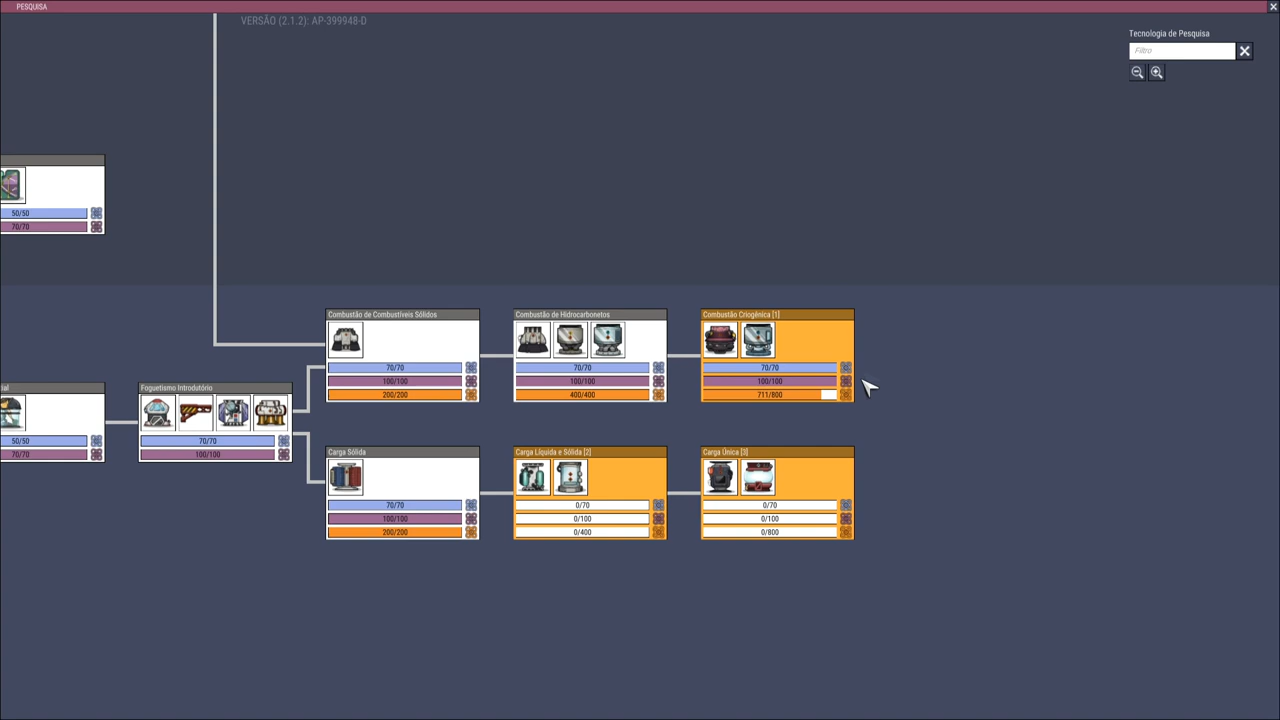 PESQUISA
VERSÃO (2.1.2): AP-399948-D
Tecnologia de Pesquisa
Filtro
50/50
70/70
Combustão de Combustíveis Sólidos
70/70
100/100
200/200
Combustão de Hidrocarbonetos
70/70
100/100
400/400
Combustão Criogênica [1]
70/70
100/100
711/800
ial
50/50
70/70
Foguetismo Introdutório
70/70
100/100
Carga Sólida
70/70
100/100
200/200
Carga Líquida e Sólida [2]
0/70
0/100
0/400
Carga Única [3]
0/70
0/100
0/800